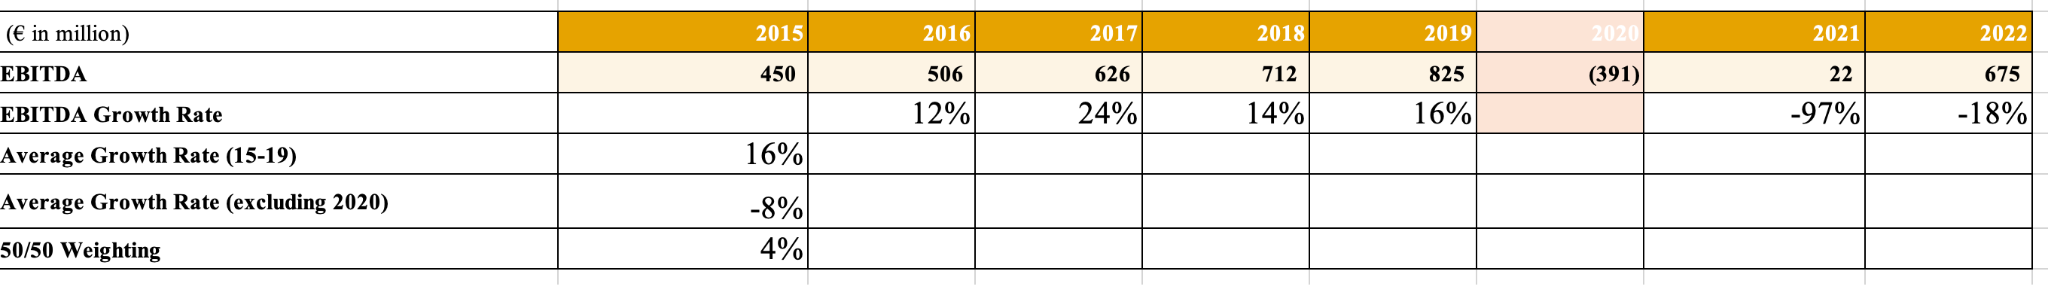 (€ in million) 2015 2016 2017 2018 2019 2020 2021 2022
EBITDA 450 506 626 712 825 (391) 22 675
EBITDA Growth Rate 12% 24% 14% 16% -97% -18%
Average Growth Rate (15-19) 16%
Average Growth Rate (excluding 2020) -8%
50/50 Weighting 4%